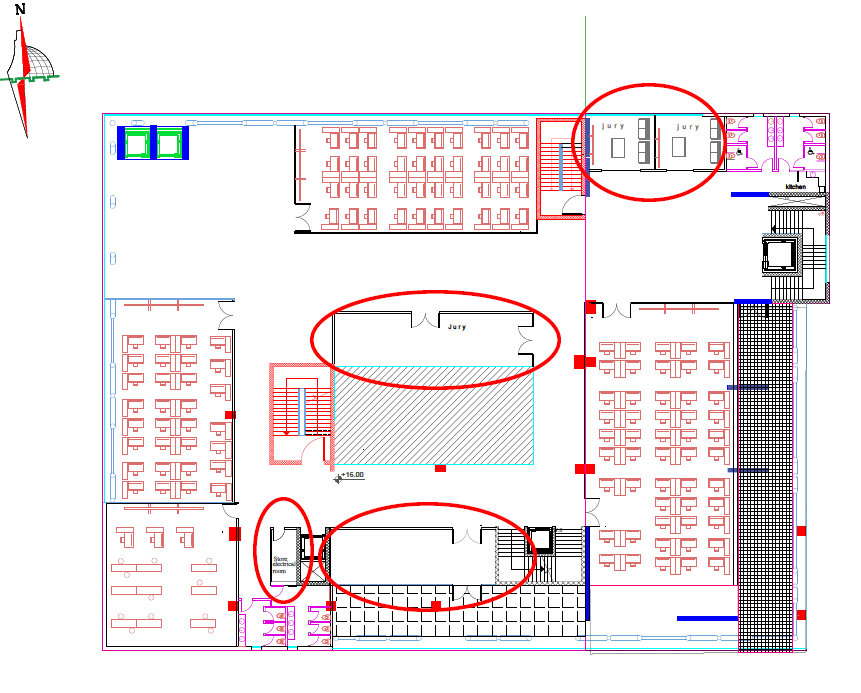 N
jury
jury
kitchen
Jury
+16.00
Store
electrical
room